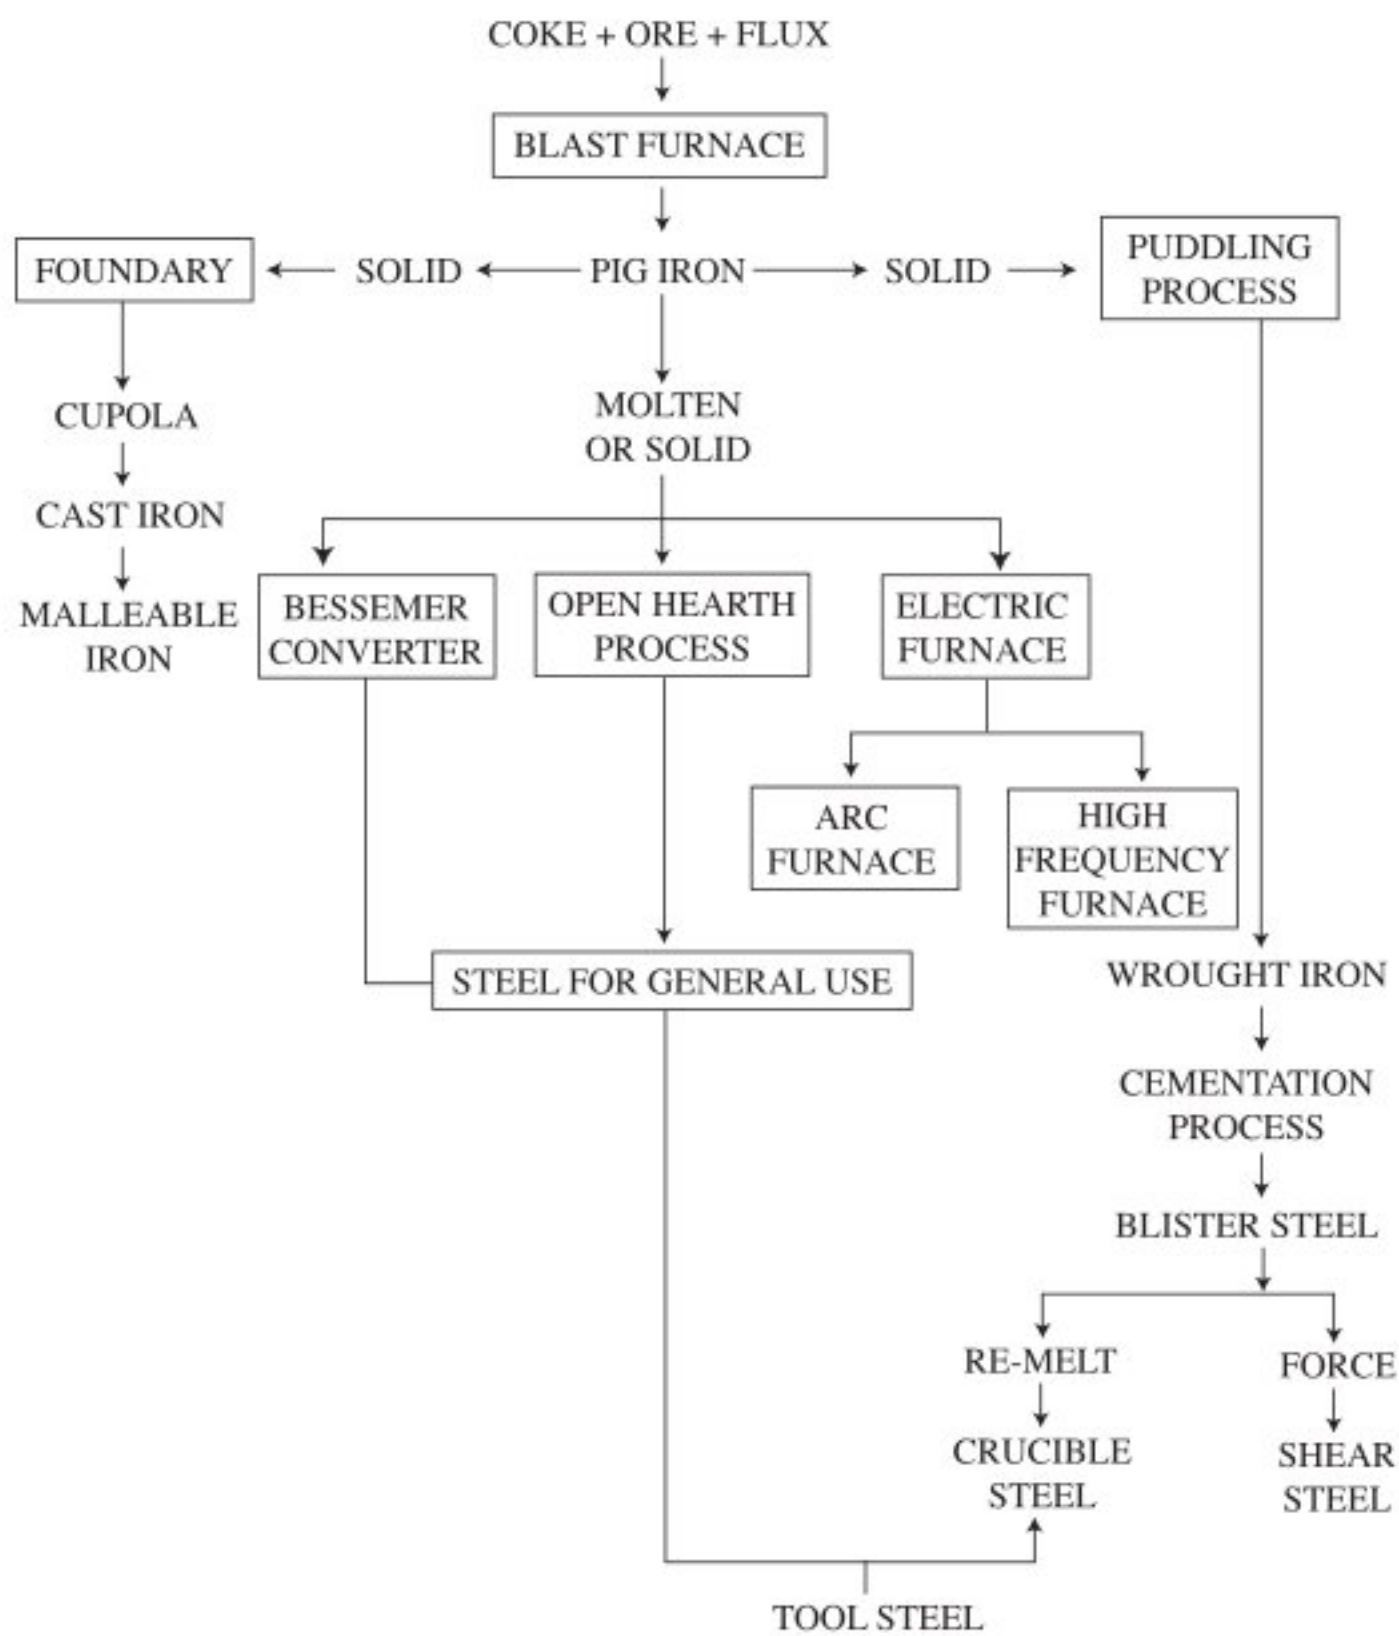 COKE + ORE + FLUX
BLAST FURNACE
FOUNDARY
SOLID
PIG IRON
SOLID
PUDDLING
PROCESS
CUPOLA
CAST IRON
MALLEABLE
IRON
MOLTEN
OR SOLID
BESSEMER
CONVERTER
OPEN HEARTH
PROCESS
ELECTRIC
FURNACE
ARC
FURNACE
HIGH
FREQUENCY
FURNACE
STEEL FOR GENERAL USE
WROUGHT IRON
CEMENTATION
PROCESS
BLISTER STEEL
RE-MELT
FORCE
CRUCIBLE
STEEL
SHEAR
STEEL
TOOL STEEL